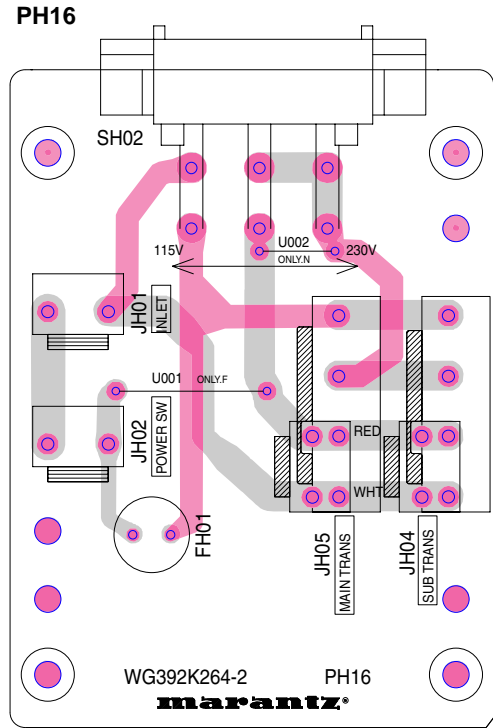 PH16
SH02
115V
U002
230V
ONLY.N
JH01
INLET
U001
ONLY.F
JH02
POWER SW
RED
WHT
FH01
JH05
MAIN TRANS
JH04
SUB TRANS
WG392K264-2
PH16
marantz®